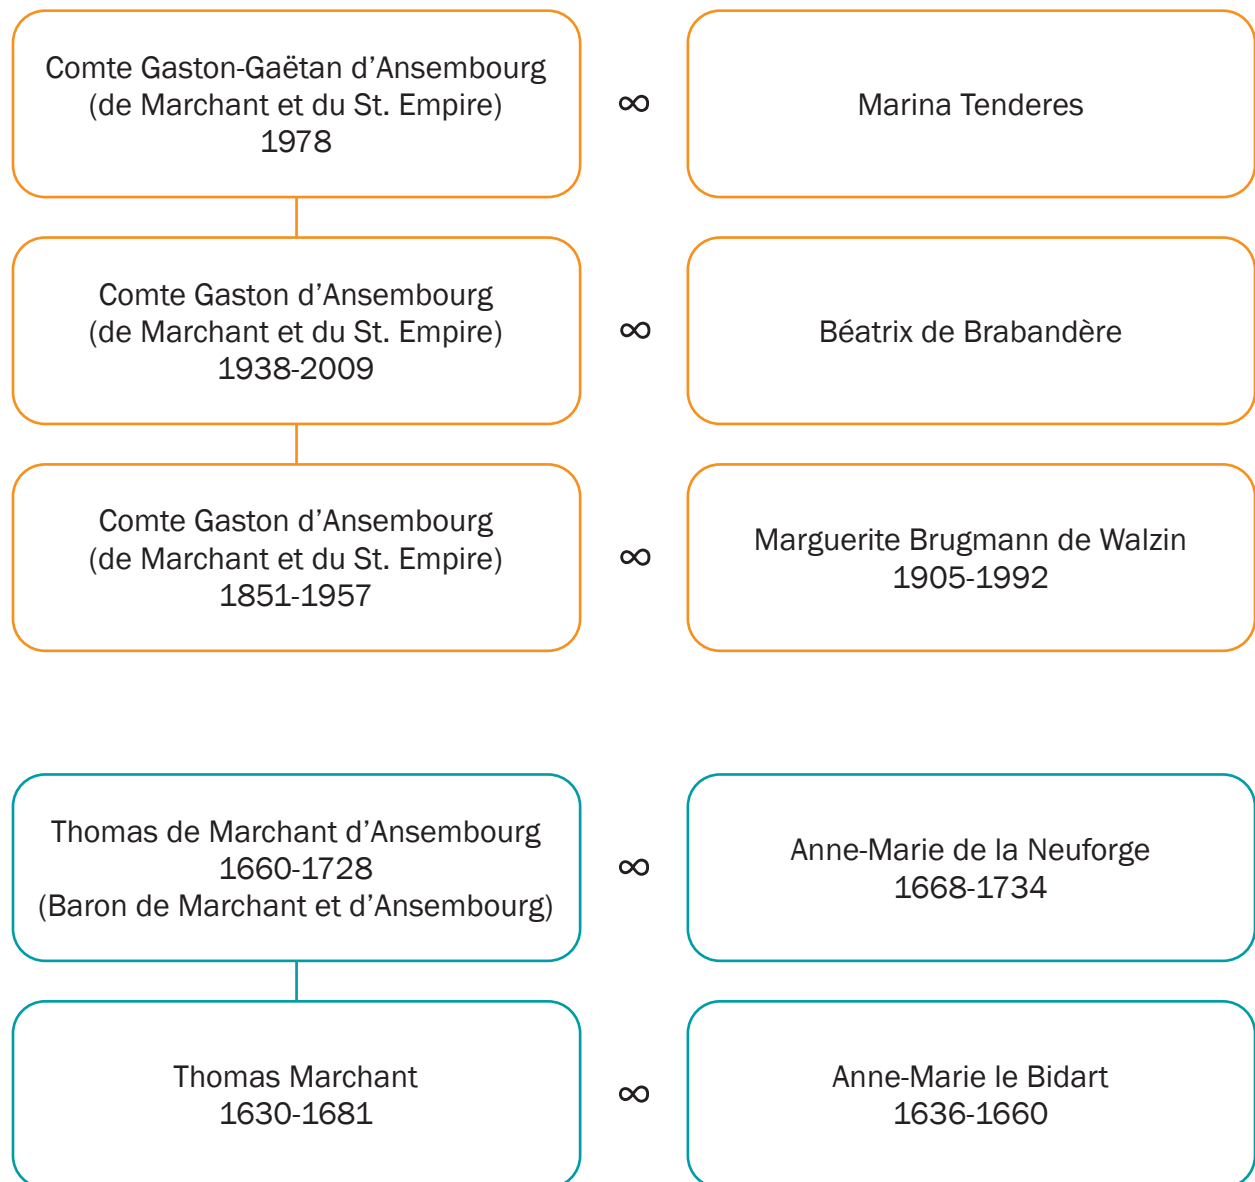 Comte Gaston-Gaëtan d’Ansembourg
(de Marchant et du St. Empire)
1978
∞
Marina Tenderes
Comte Gaston d’Ansembourg
(de Marchant et du St. Empire)
1938-2009
∞
Béatrix de Brabandère
Comte Gaston d’Ansembourg
(de Marchant et du St. Empire)
1851-1957
∞
Marguerite Brugmann de Walzin
1905-1992
Thomas de Marchant d’Ansembourg
1660-1728
(Baron de Marchant et d’Ansembourg)
∞
Anne-Marie de la Neuforge
1668-1734
Thomas Marchant
1630-1681
∞
Anne-Marie le Bidart
1636-1660